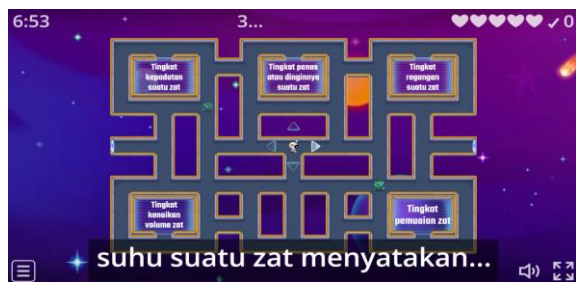 6:53
3...
0
Tingkat
kepadatan
suatu zat
Tingkat panas
atau dinginnya
suatu zat
Tingkat
regangan
suatu zat
Tingkat
kenaikan
volume zat
Tingkat
pemuaian zat
suhu suatu zat menyatakan...